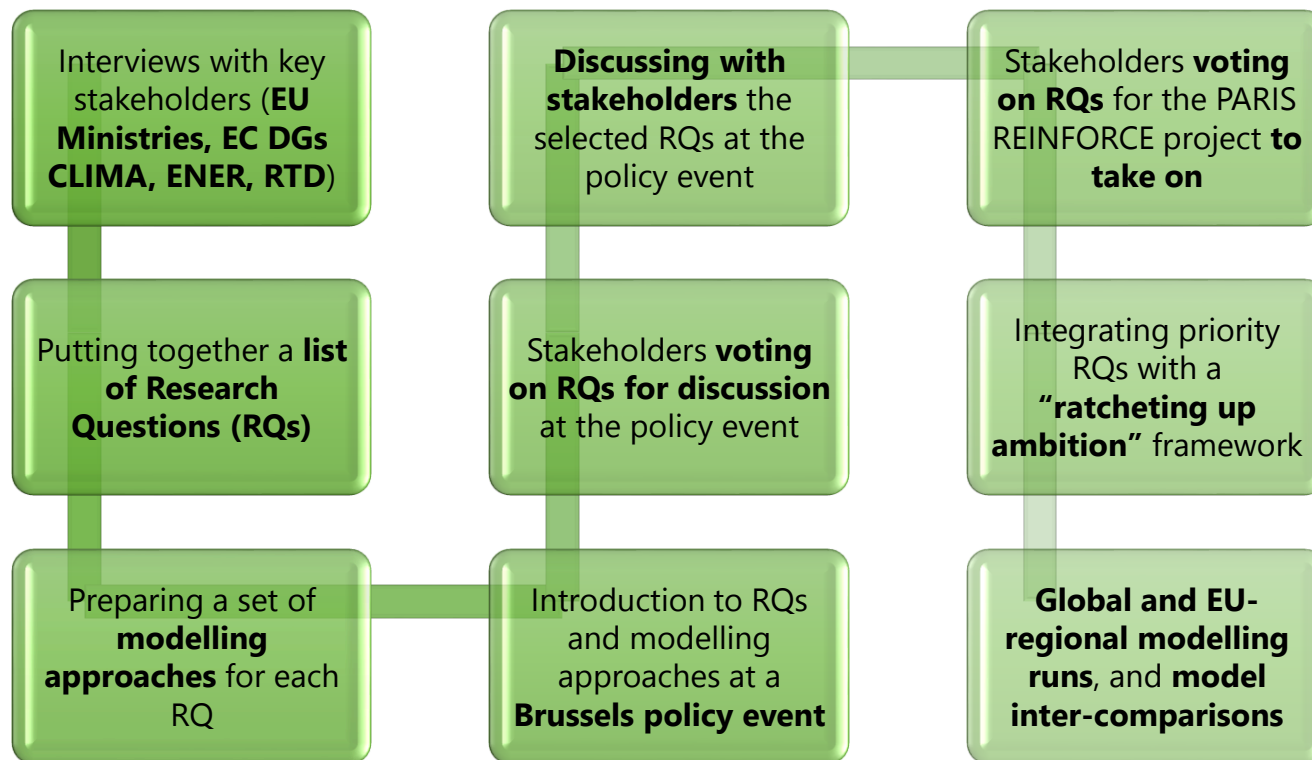 Interviews with key
stakeholders (EU
Ministries, EC DGs
CLIMA, ENER, RTD)
Putting together a list
of Research
Questions (RQs)
Preparing a set of
modelling
approaches for each
RQ
Introduction to RQs
and modelling
approaches at a
Brussels policy event
Stakeholders voting
on RQs for discussion
at the policy event
Discussing with
stakeholders the
selected RQs at the
policy event
Stakeholders voting
on RQs for the PARIS
REINFORCE project to
take on
Integrating priority
RQs with a
“ratcheting up
ambition” framework
Global and EU-
regional modelling
runs, and model
inter-comparisons